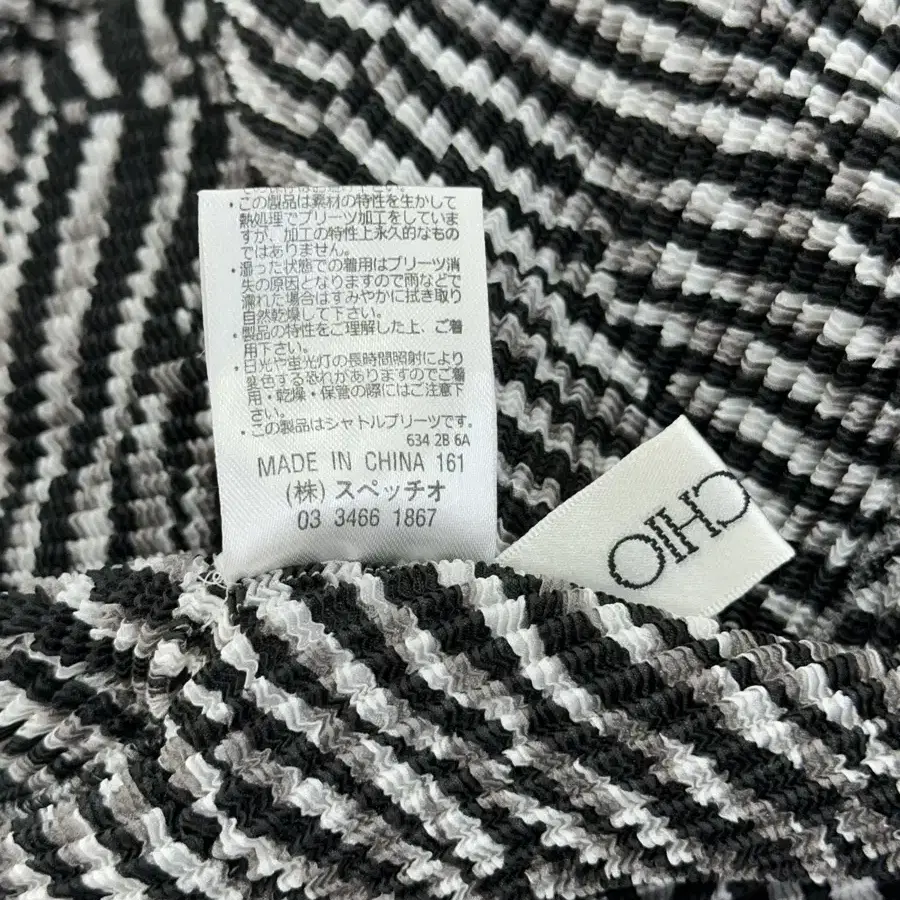 ・この製品は素材の特性を生かして
熱処理でプリーツ加工をしていま
すが、加工の特性上永久的なもの
ではありません。
・湿った状態での着用はプリーツ消
失の原因となりますので雨などで
濡れた場合はすみやかに拭き取り
自然乾燥して下さい。
・製品の特性をご理解した上、ご着
用下さい。
・日光や蛍光灯の長時間照射により
変色する恐れがありますのでご着
用・乾燥・保管の際にはご注意下
さい。
・この製品はシャトルプリーツです。
634 2B 6A
MADE IN CHINA 161
(株) スペッチオ
03 3466 1867
CHIO